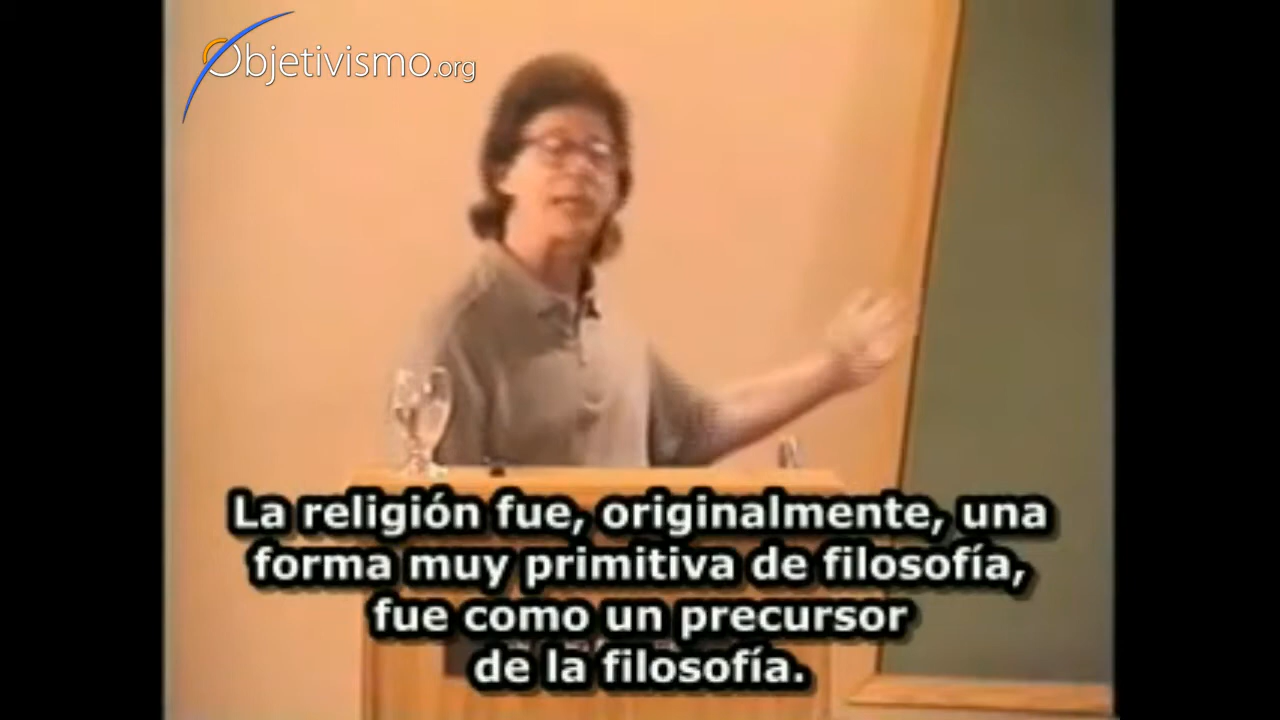 Objetivismo.org
La religión fue, originalmente, una
forma muy primitiva de filosofía,
fue como un precursor
de la filosofía.